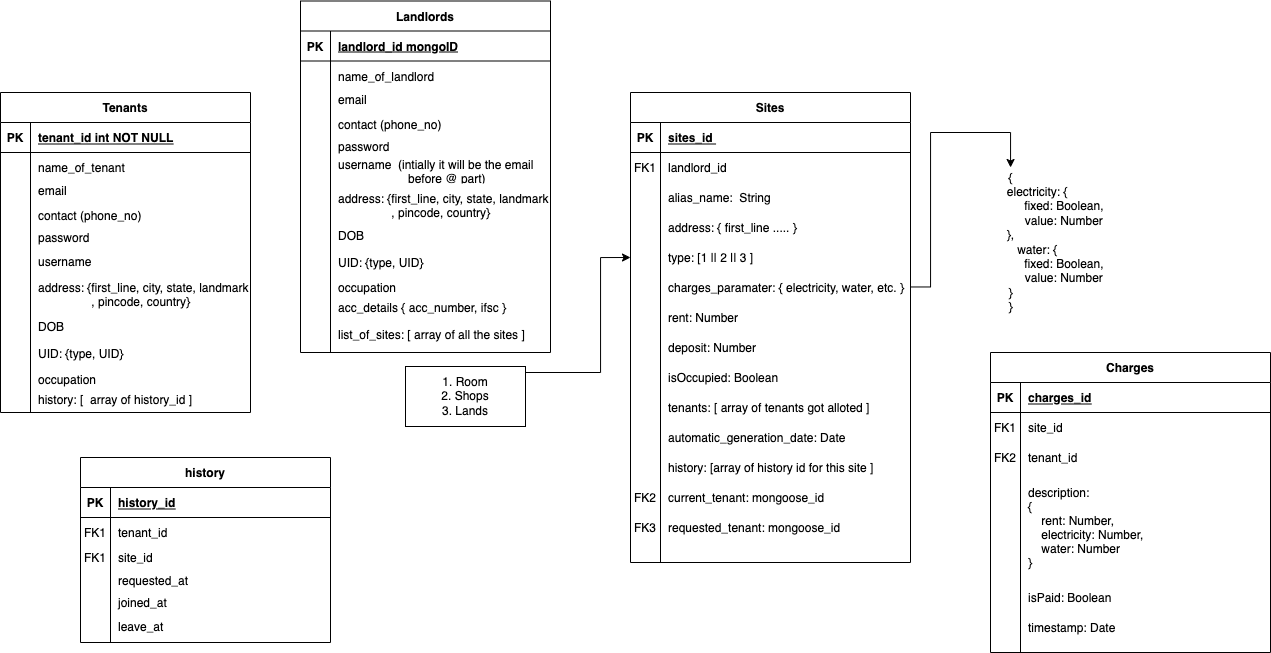 Landlords
PK landlord_id mongoID
name_of_landlord
email
contact (phone_no)
password
username (intially it will be the email
before @ part)
address: {first_line, city, state, landmark
, pincode, country}
DOB
UID: {type, UID}
occupation
acc_details { acc_number, ifsc }
list_of_sites: [ array of all the sites ]
Tenants
PK tenant_id int NOT NULL
name_of_tenant
email
contact (phone_no)
password
username
address: {first_line, city, state, landmark
, pincode, country}
DOB
UID: {type, UID}
occupation
history: [ array of history_id ]
1. Room
2. Shops
3. Lands
history
PK history_id
FK1 tenant_id
FK1 site_id
requested_at
joined_at
leave_at
Sites
PK sites_id
FK1 landlord_id
alias_name: String
address: { first_line ..... }
type: [1 || 2 || 3 ]
charges_paramater: { electricity, water, etc. }
rent: Number
deposit: Number
isOccupied: Boolean
tenants: [ array of tenants got alloted ]
automatic_generation_date: Date
history: [array of history id for this site ]
FK2 current_tenant: mongoose_id
FK3 requested_tenant: mongoose_id
{
electricity: {
fixed: Boolean,
value: Number
},
water: {
fixed: Boolean,
value: Number
}
}
Charges
PK charges_id
FK1 site_id
FK2 tenant_id
description:
{
rent: Number,
electricity: Number,
water: Number
}
isPaid: Boolean
timestamp: Date